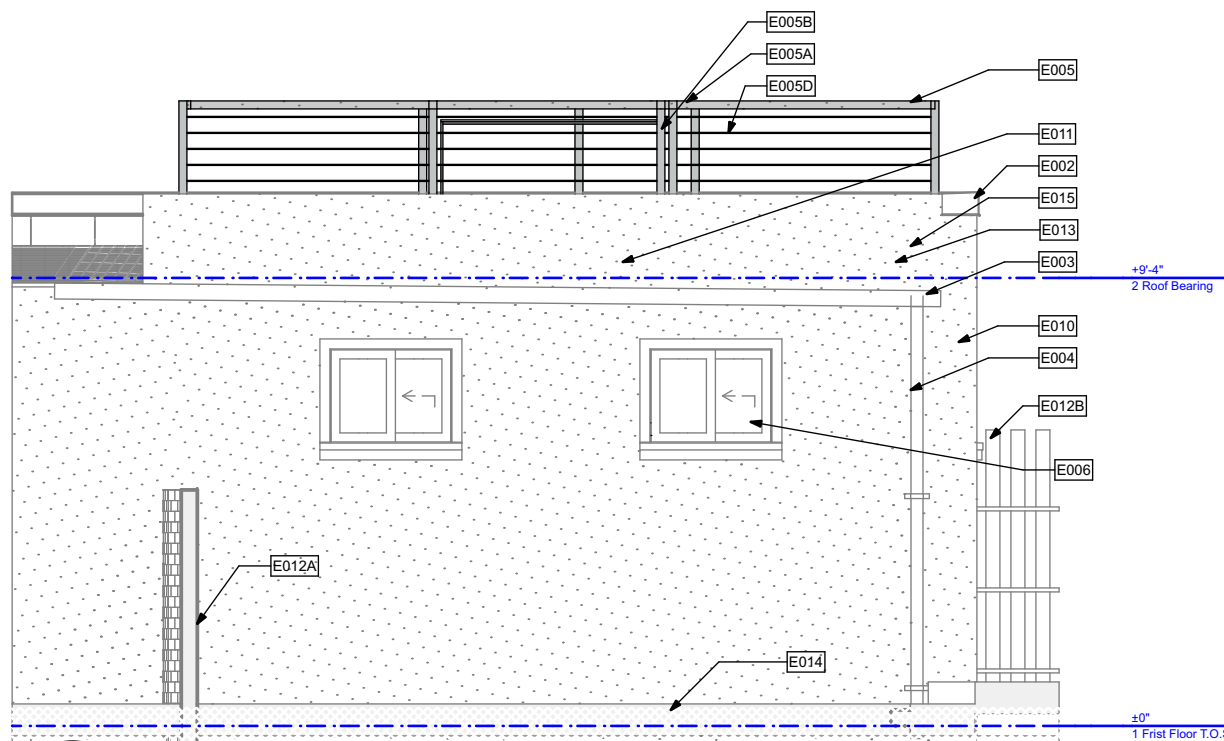 E005B
E005A
E005
E005D
E011
E002
E015
E013
E003
+9'-4"
2 Roof Bearing
E010
E004
E012B
E006
E012A
E014
±0"
1 Frist Floor T.O.